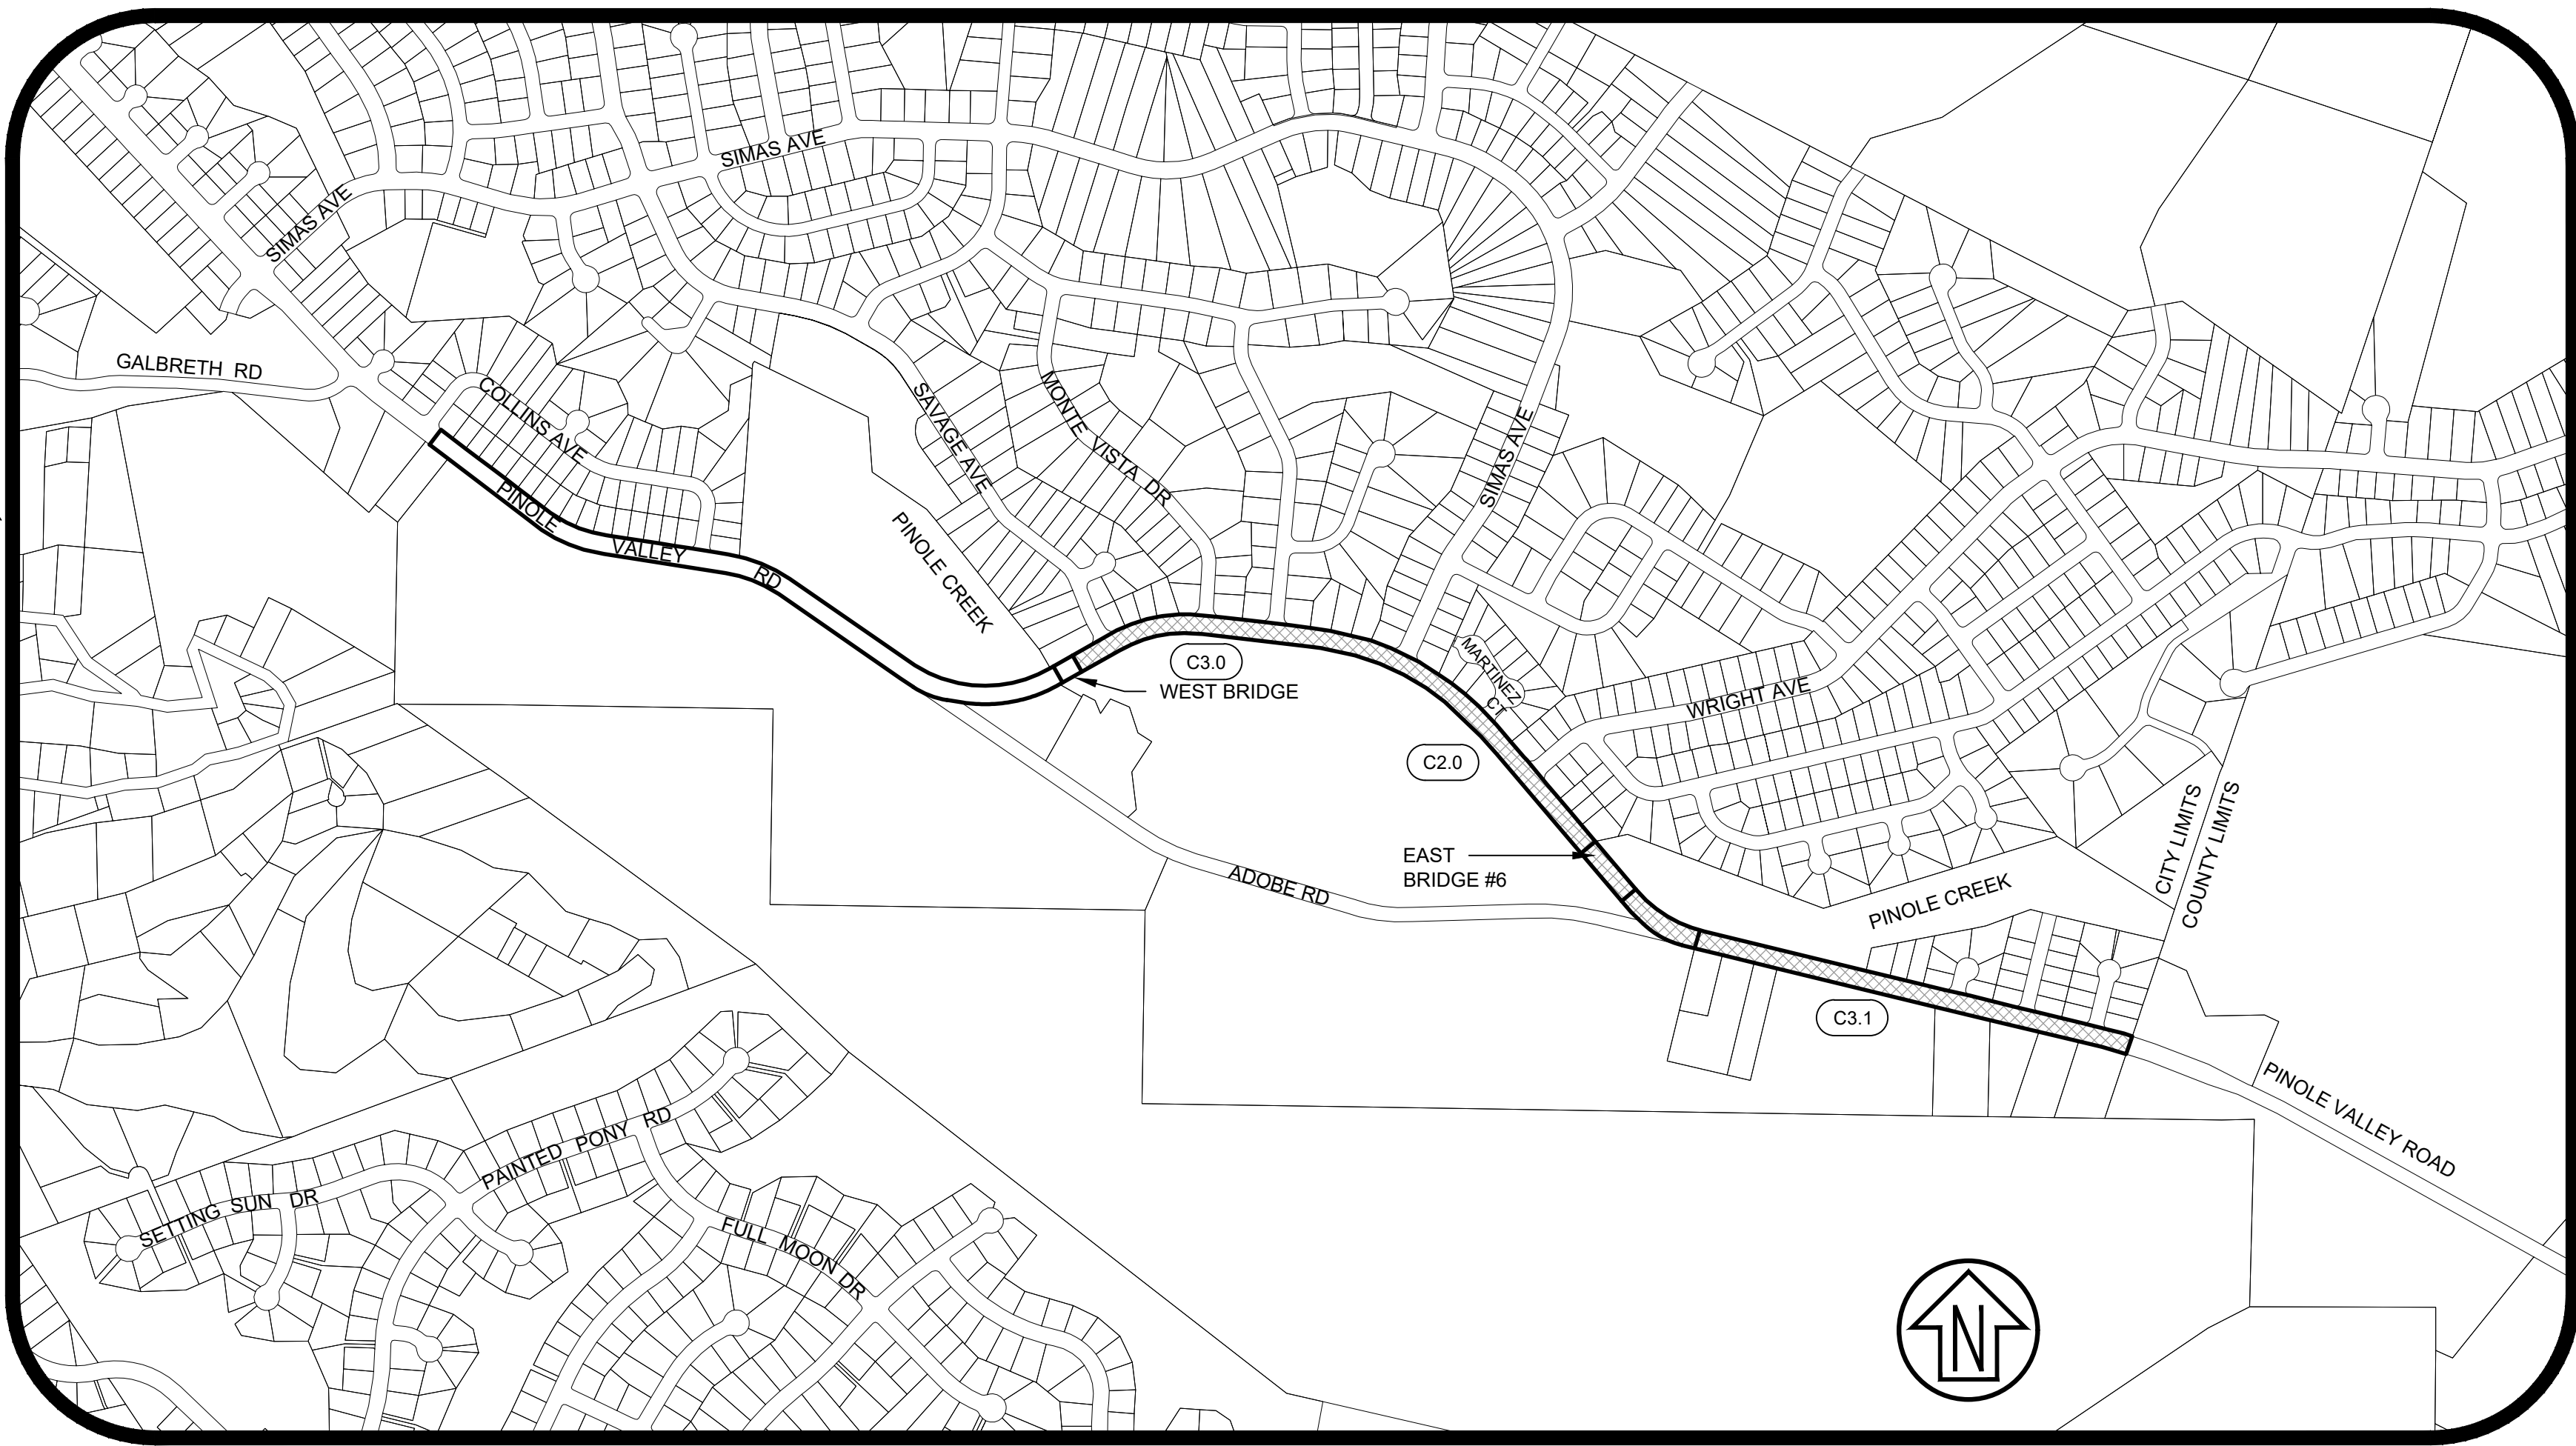 SIMAS AVE
SIMAS AVE
GALBRETH RD
COLLINS AVE
SAVAGE AVE
MONTE VISTA DR
SIMAS AVE
PINOLE VALLEY RD
PINOLE CREEK
C3.0
WEST BRIDGE
MARTINEZ
CT
WRIGHT AVE
C2.0
EAST
BRIDGE #6
ADOBE RD
CITY LIMITS
COUNTY LIMITS
PINOLE CREEK
C3.1
PINOLE VALLEY ROAD
PAINTED PONY RD
SETTING SUN DR
FULL MOON DR
N